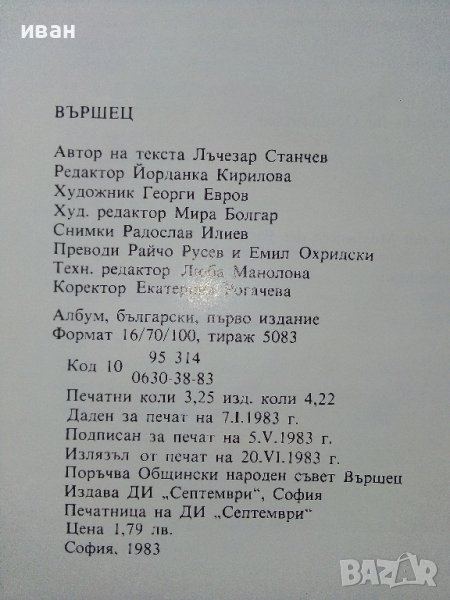 иван
ВЪРШЕЦ
Автор на текста Лъчезар Станчев
Редактор Йорданка Кирилова
Художник Георги Евров
Худ. редактор Мира Болгар
Снимки Радослав Илиев
Преводи Райчо Русев и Емил Охридски
Техн. редактор Люба Манолова
Коректор Екатерина Рогачева
Албум, български, първо издание
Формат 16/70/100, тираж 5083
Код 10 95 314
0630-38-83
Печатни коли 3,25 изд. коли 4,22
Даден за печат на 7.I.1983 г.
Подписан за печат на 5.V.1983 г.
Излязъл от печат на 20.VI.1983 г.
Поръчва Общински народен съвет Вършец
Издава ДИ „Септември“, София
Печатница на ДИ „Септември“
Цена 1,79 лв.
София, 1983
BAZAR